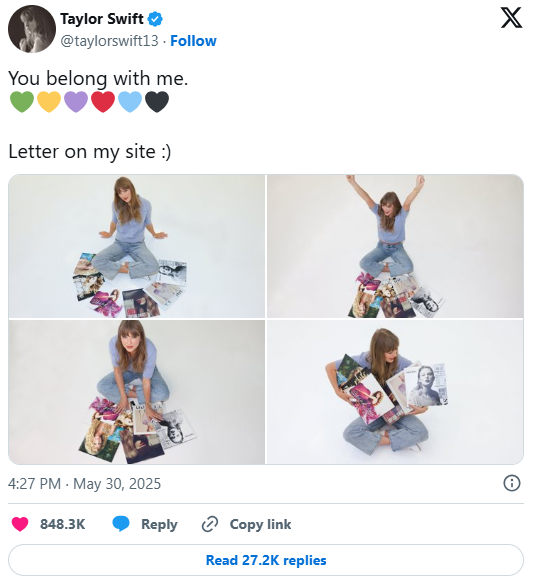 Taylor Swift
@taylorswift13 · Follow
You belong with me.
💚💛💜❤️🩵🖤
Letter on my site :)
4:27 PM · May 30, 2025
848.3K Reply Copy link
Read 27.2K replies